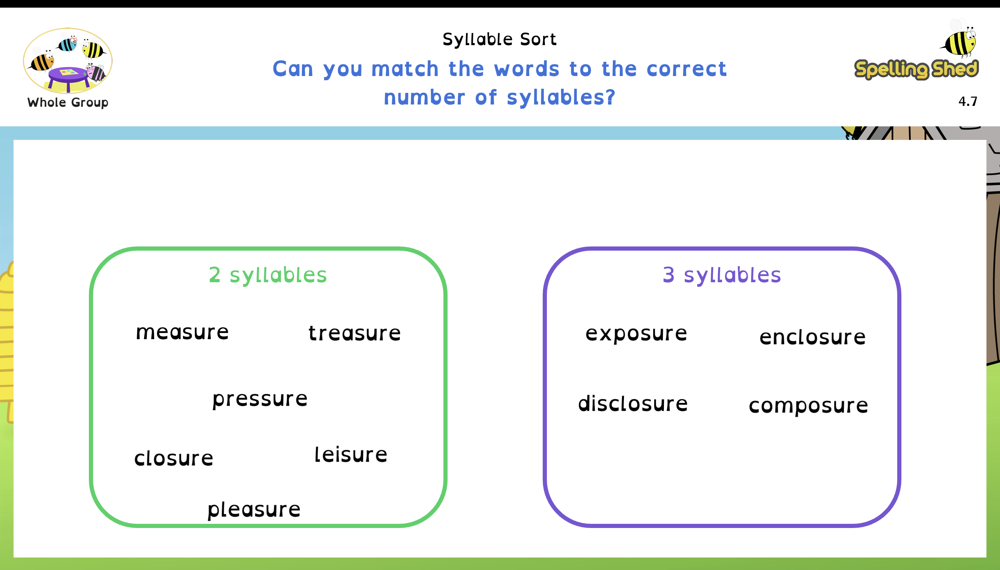 Syllable Sort
Can you match the words to the correct
number of syllables?
Whole Group
Spelling Shed
4.7
2 syllables
measure treasure
pressure
closure leisure
pleasure
3 syllables
exposure enclosure
disclosure composure